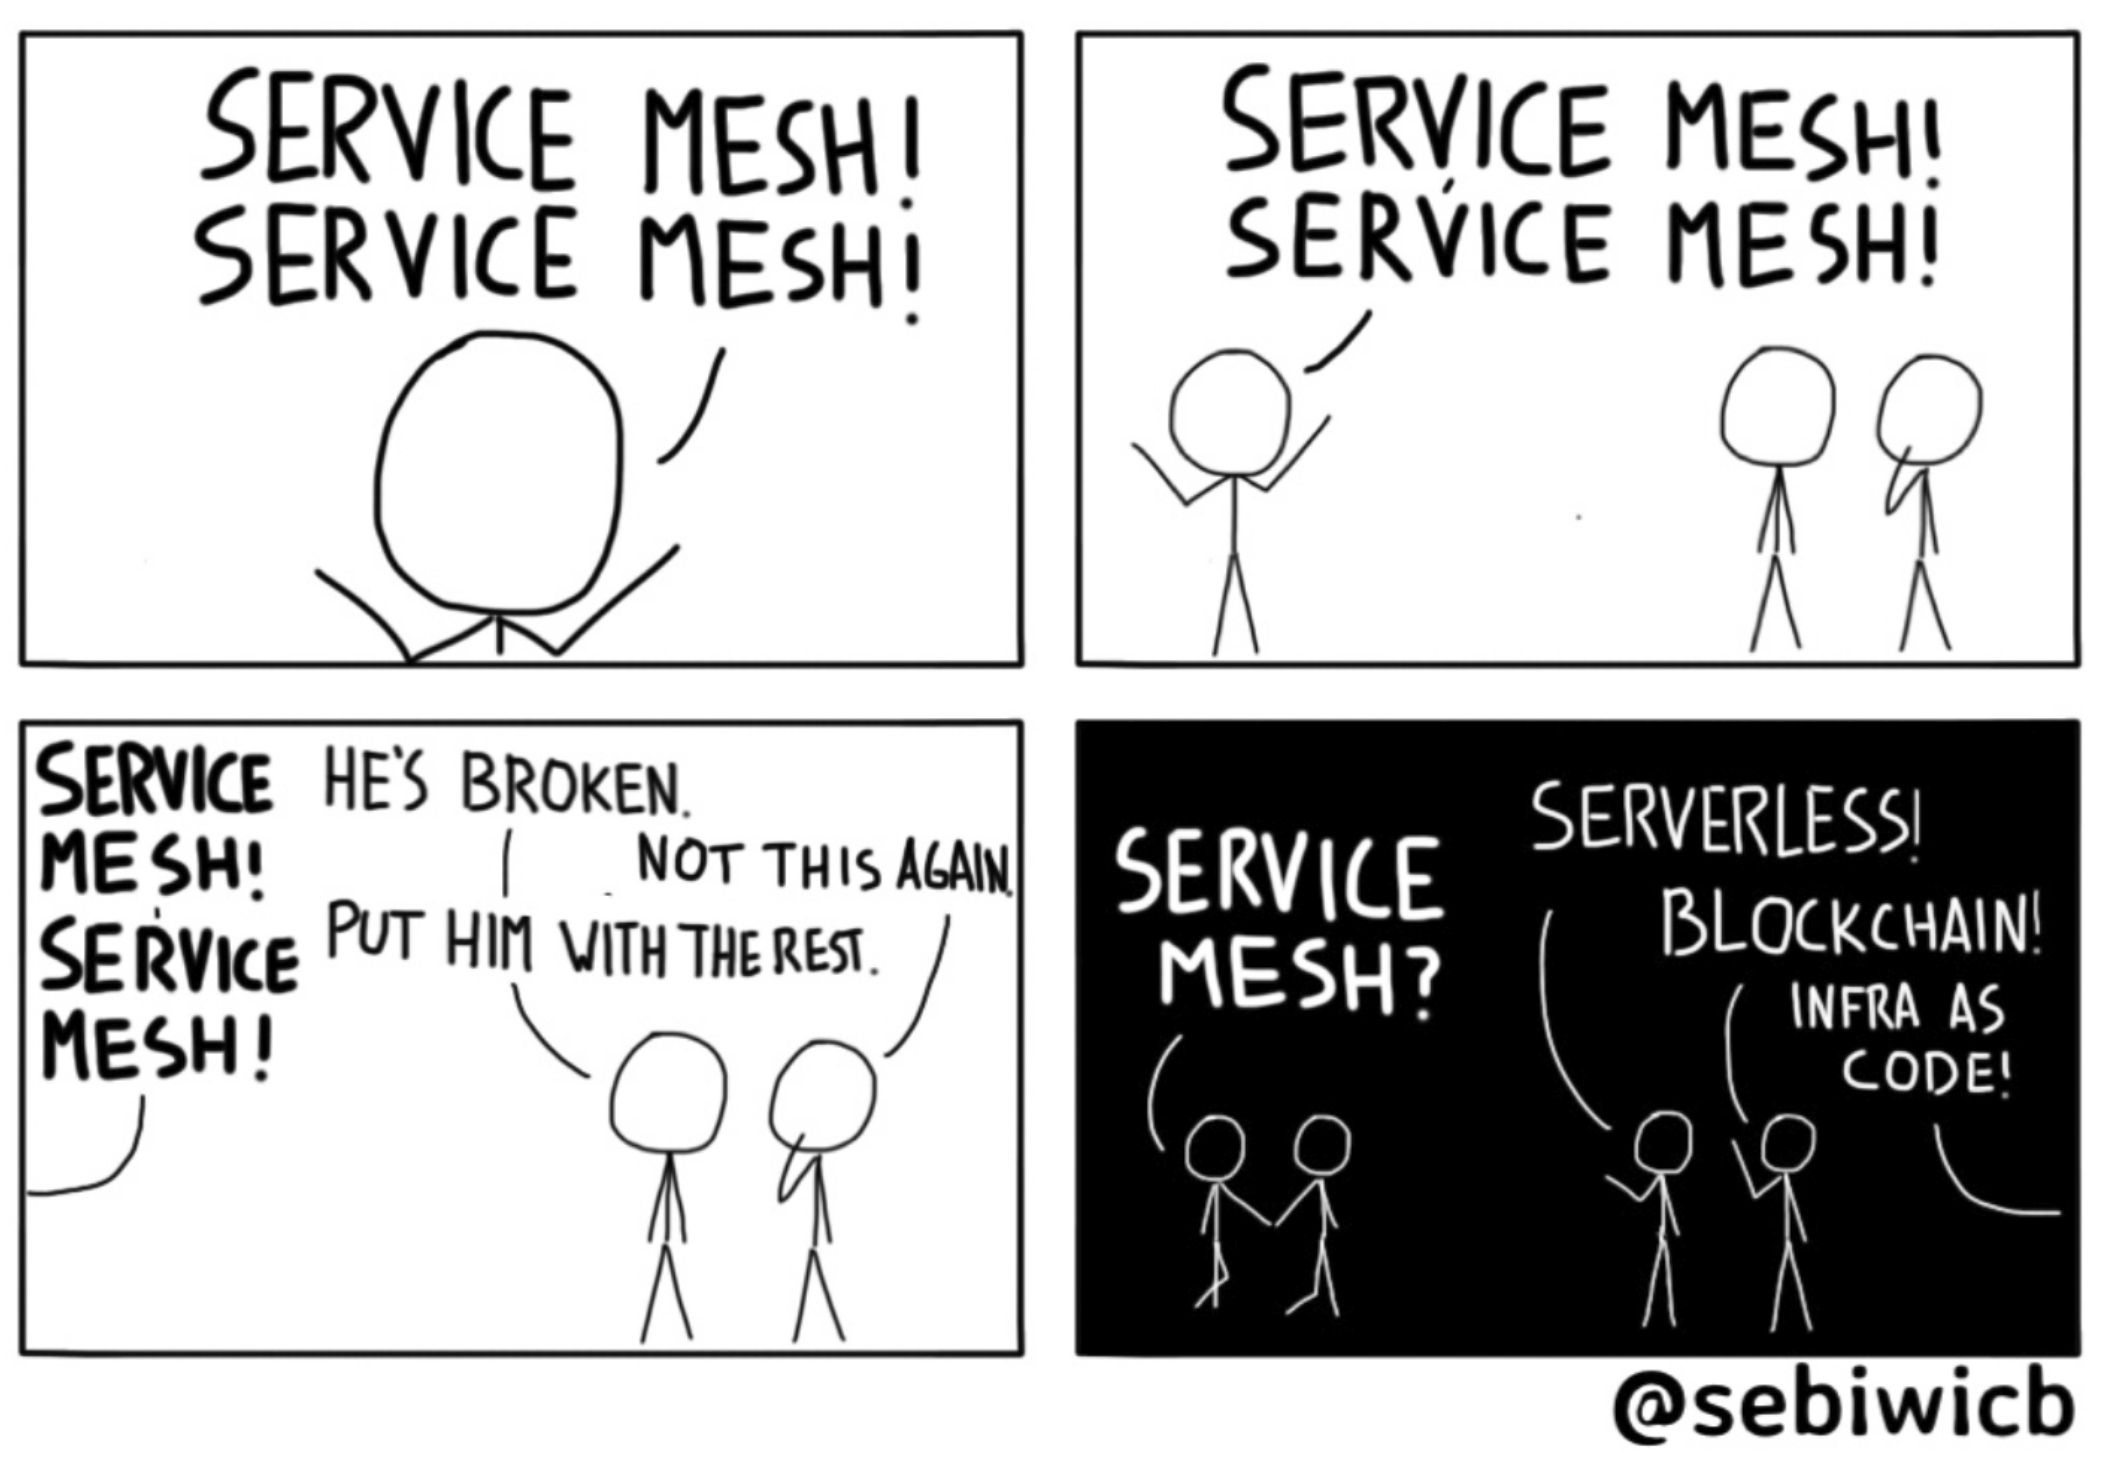 SERVICE MESH!
SERVICE MESH!
SERVICE MESH!
SERVICE MESH!
SERVICE
MESH!
SERVICE
MESH!
HE'S BROKEN.
NOT THIS AGAIN.
PUT HIM WITH THE REST.
SERVICE
MESH?
SERVERLESS!
BLOCKCHAIN!
INFRA AS
CODE!
@sebiwicb